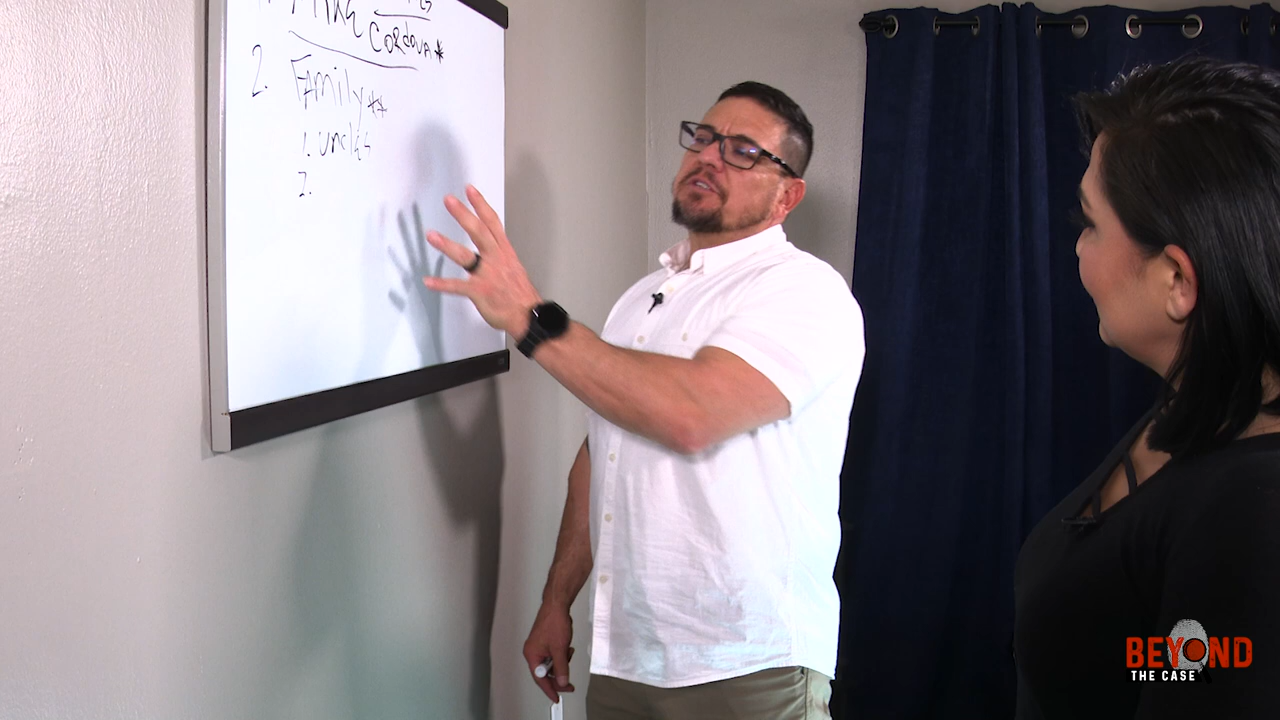 Cordova*
2. Family**
1. uncles
2.
BEYOND
THE CASE